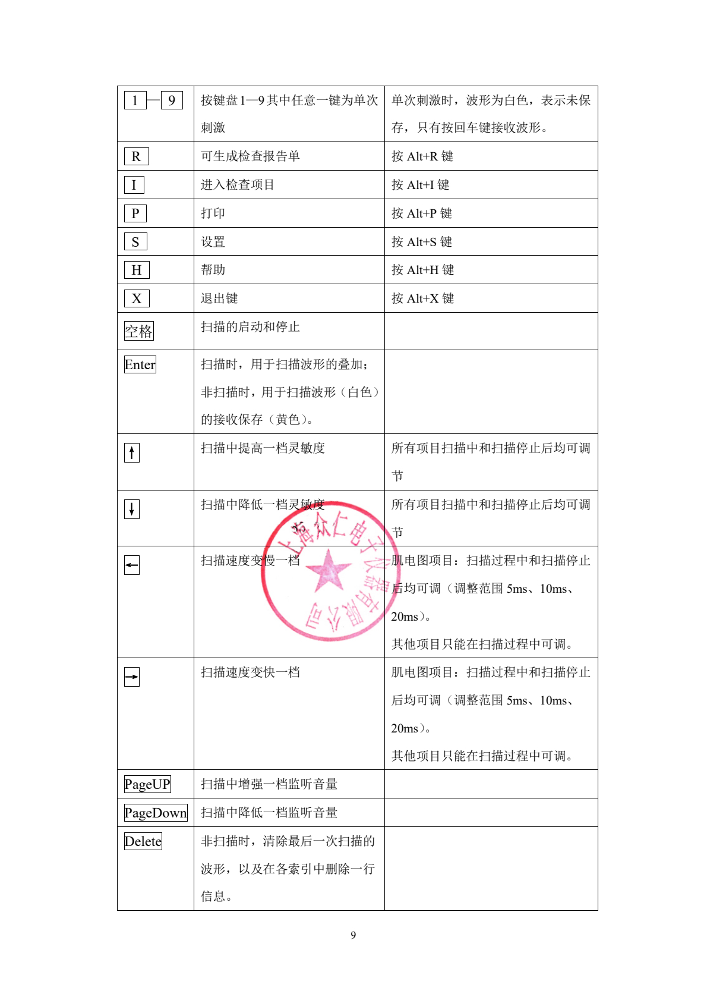 1 — 9 按键盘1—9其中任意一键为单次 单次刺激时，波形为白色，表示未保
刺激 存，只有按回车键接收波形。
R 可生成检查报告单 按 Alt+R 键
I 进入检查项目 按 Alt+I 键
P 打印 按 Alt+P 键
S 设置 按 Alt+S 键
H 帮助 按 Alt+H 键
X 退出键 按 Alt+X 键
空格 扫描的启动和停止
Enter 扫描时，用于扫描波形的叠加；
非扫描时，用于扫描波形（白色）
的接收保存（黄色）。
↑ 扫描中提高一档灵敏度 所有项目扫描中和扫描停止后均可调
节
↓ 扫描中降低一档灵敏度 所有项目扫描中和扫描停止后均可调
节
← 扫描速度变慢一档 肌电图项目：扫描过程中和扫描停止
后均可调（调整范围 5ms、10ms、
20ms）。
其他项目只能在扫描过程中可调。
上海众仁电子仪器有限公司
→ 扫描速度变快一档 肌电图项目：扫描过程中和扫描停止
后均可调（调整范围 5ms、10ms、
20ms）。
其他项目只能在扫描过程中可调。
PageUP 扫描中增强一档监听音量
PageDown 扫描中降低一档监听音量
Delete 非扫描时，清除最后一次扫描的
波形，以及在各索引中删除一行
信息。
9